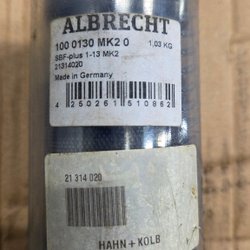 ALBRECHT
100 0130 MK2 0 1,03 KG
SBF-plus 1-13 MK2
21314020
Made in Germany
4 250261 510862
21 314 020
HAHN+KOLB